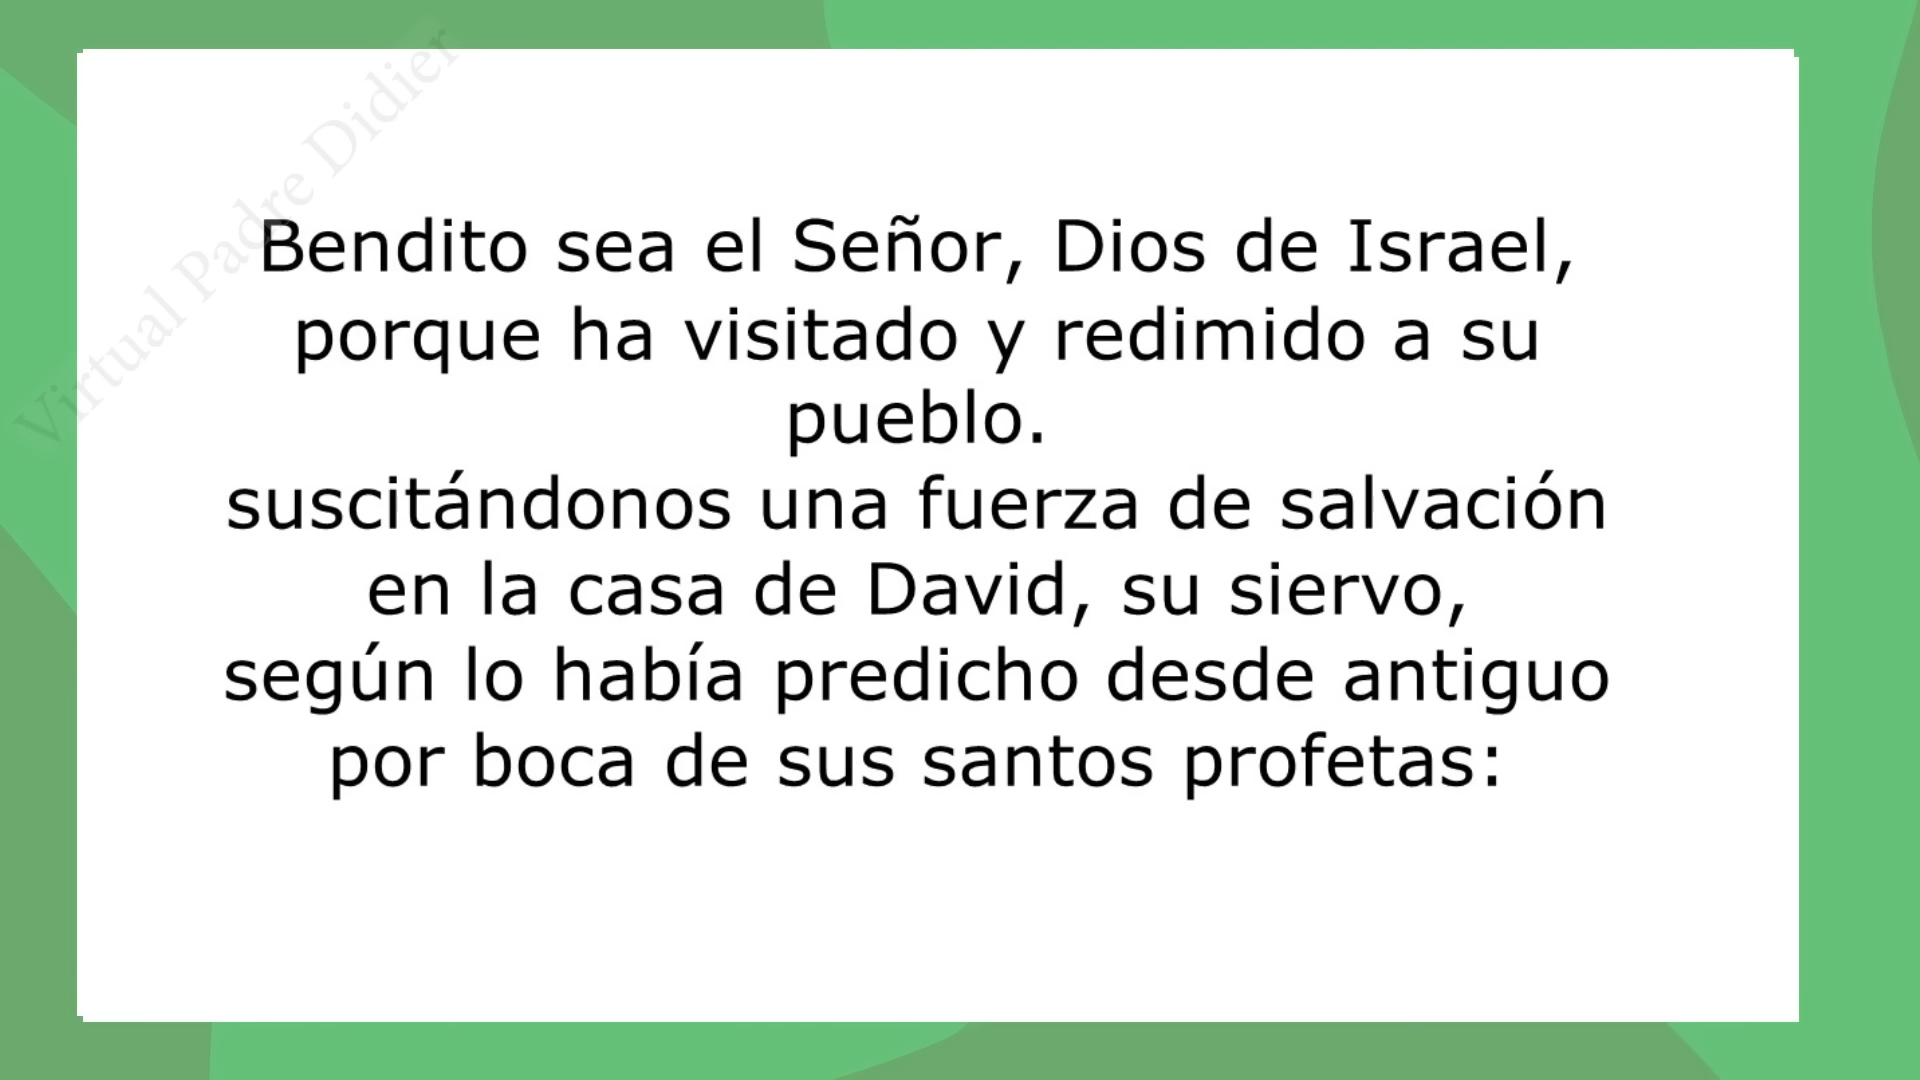 Virtual Padre Didier
Bendito sea el Señor, Dios de Israel,
porque ha visitado y redimido a su
pueblo.
suscitándonos una fuerza de salvación
en la casa de David, su siervo,
según lo había predicho desde antiguo
por boca de sus santos profetas: